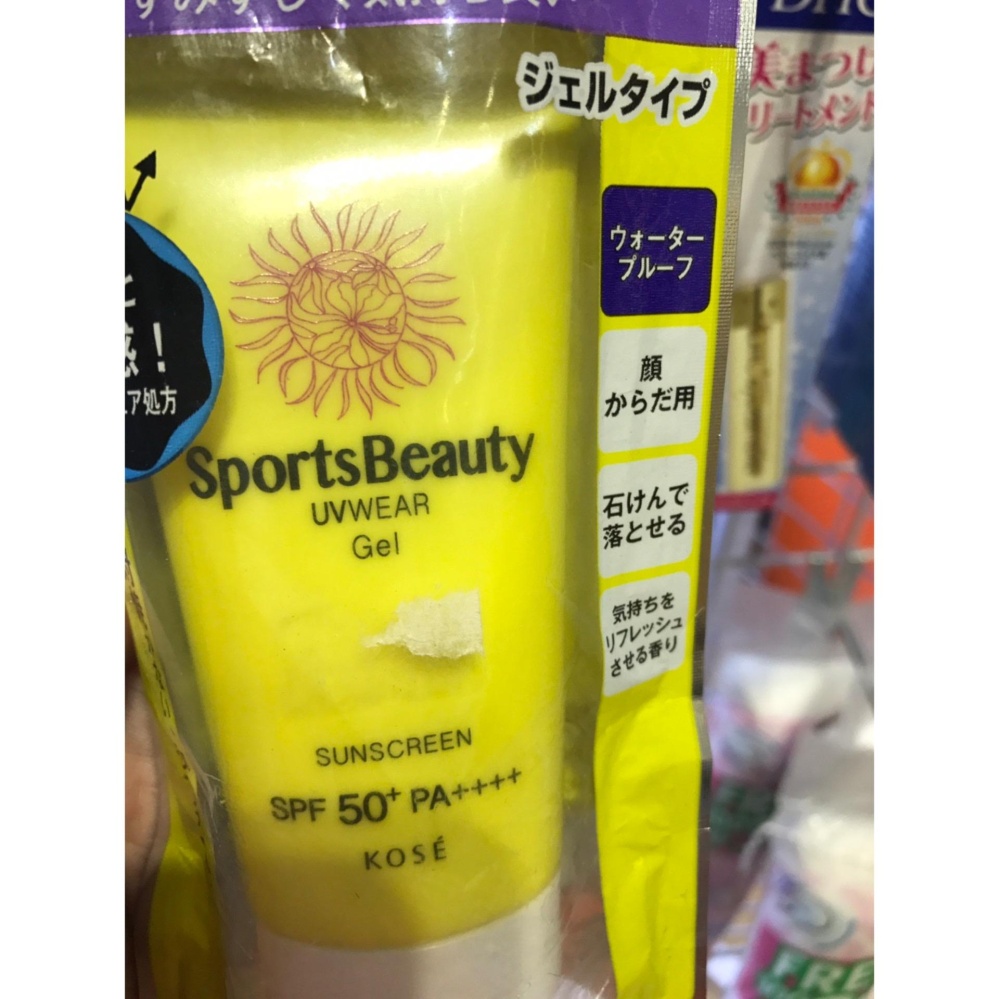 ジェルタイプ
ウォーター
プルーフ
顔
からだ用
石けんで
落とせる
気持ちを
リフレッシュ
させる香り
感！
ア処方
SportsBeauty
UVWEAR
Gel
SUNSCREEN
SPF 50+ PA++++
KOSÉ
DHC
美まつげ
リートメント
FRE